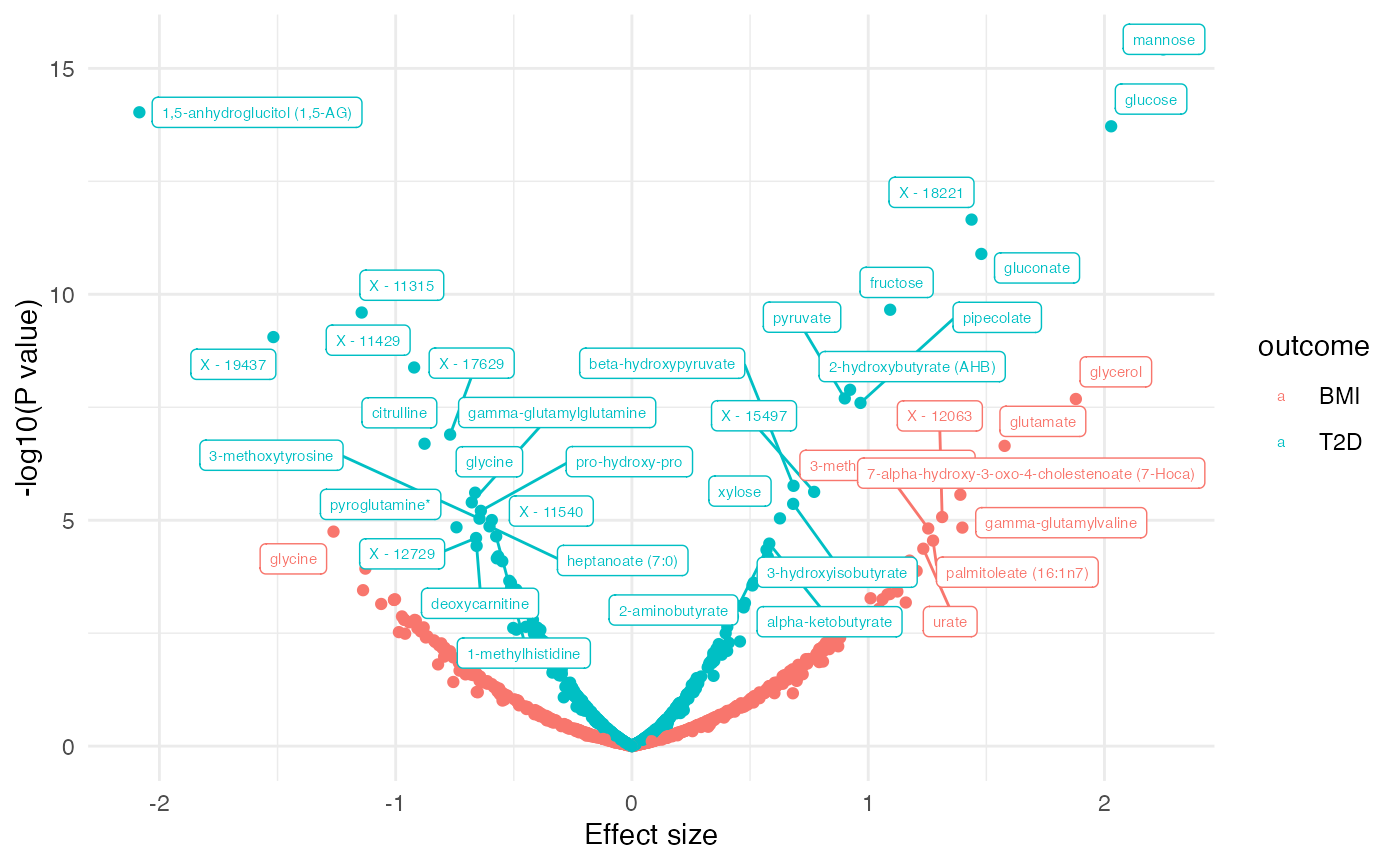 mannose
15
glucose
1,5-anhydroglucitol (1,5-AG)
X - 18221
gluconate
X - 11315
fructose
10
pyruvate
pipecolate
X - 11429
X - 19437
X - 17629
beta-hydroxypyruvate
2-hydroxybutyrate (AHB)
glycerol
citrulline
gamma-glutamylglutamine
X - 15497
X - 12063
glutamate
3-methoxytyrosine
glycine
pro-hydroxy-pro
3-meth
7-alpha-hydroxy-3-oxo-4-cholestenoate (7-Hoca)
xylose
pyroglutamine*
X - 11540
5
gamma-glutamylvaline
glycine
X - 12729
heptanoate (7:0)
3-hydroxyisobutyrate
palmitoleate (16:1n7)
deoxycarnitine
2-aminobutyrate
alpha-ketobutyrate
urate
1-methylhistidine
0
-2
-1
0
1
2
Effect size
-log10(P value)
outcome
a BMI
a T2D